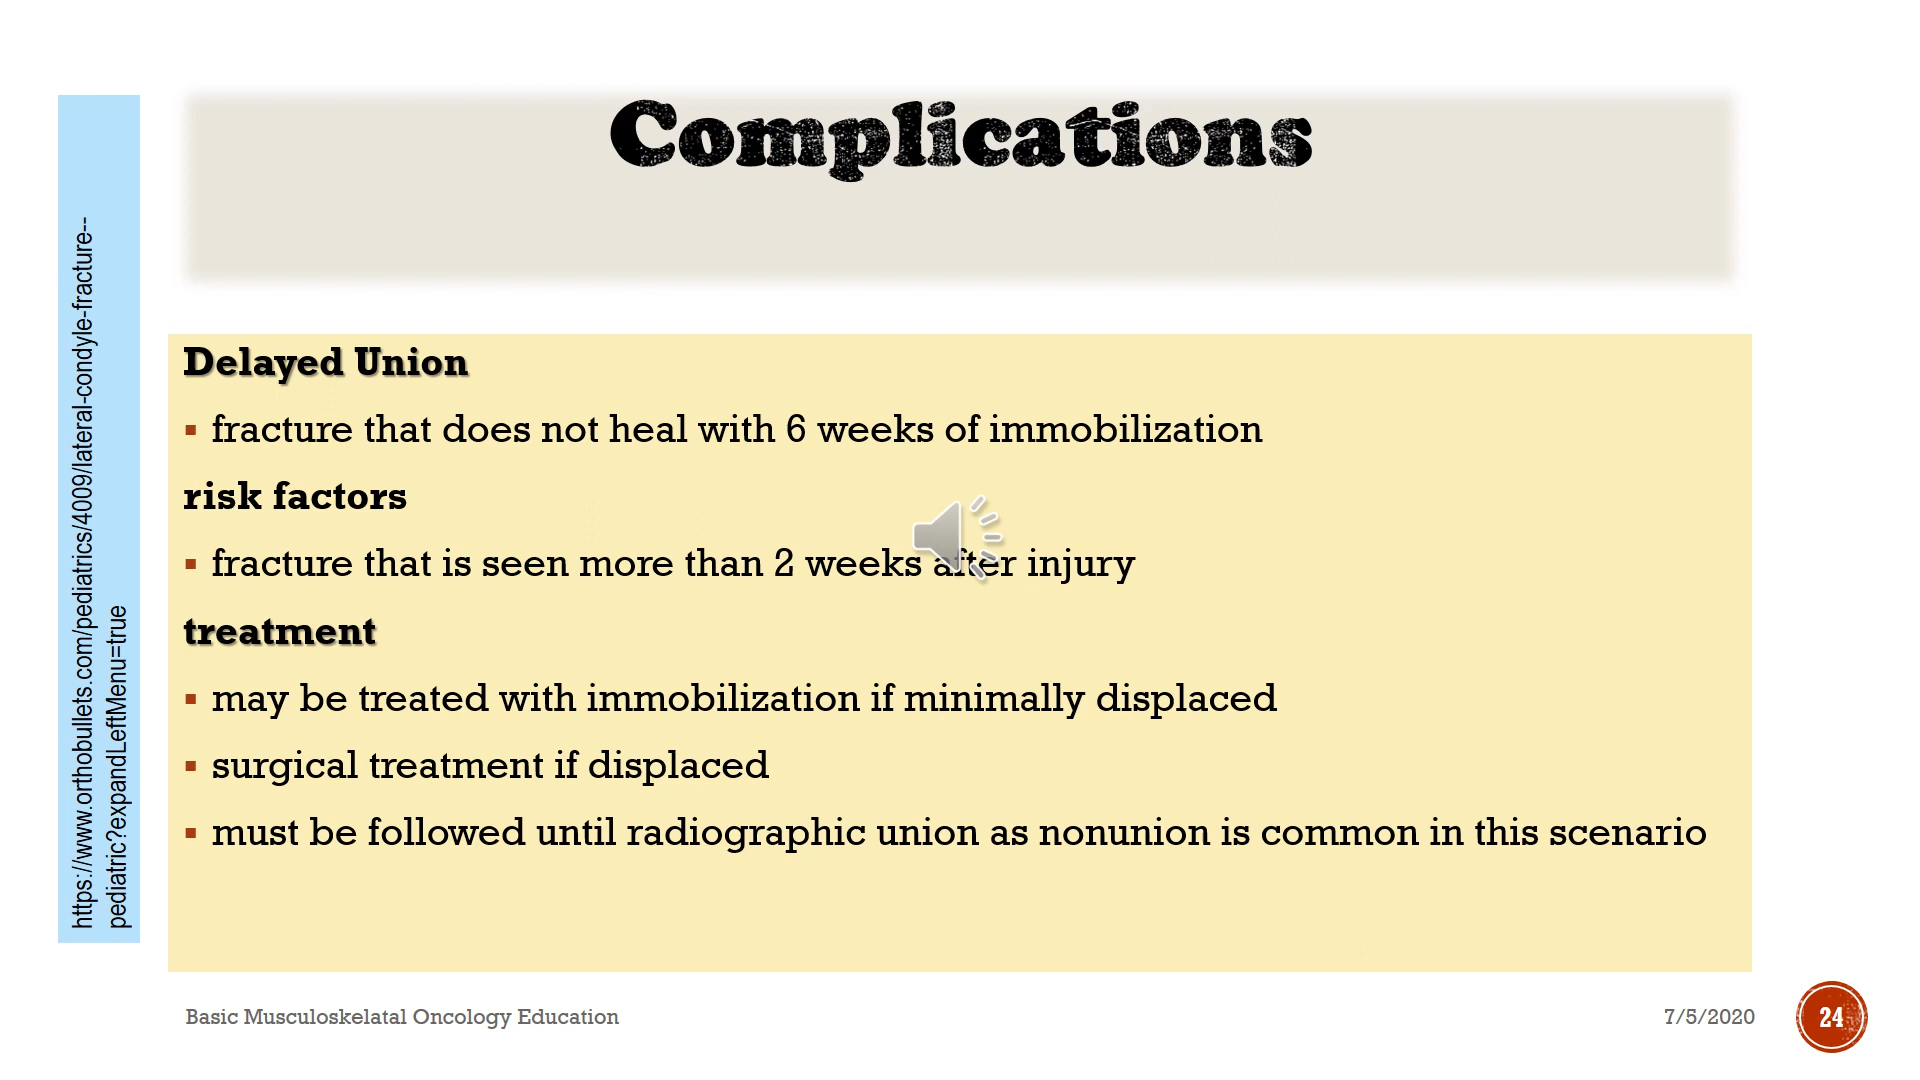 Complications
https://www.orthobullets.com/pediatrics/4009/lateral-condyle-fracture--
pediatric?expandLeftMenu=true
Delayed Union
▪ fracture that does not heal with 6 weeks of immobilization
risk factors
▪ fracture that is seen more than 2 weeks after injury
treatment
▪ may be treated with immobilization if minimally displaced
▪ surgical treatment if displaced
▪ must be followed until radiographic union as nonunion is common in this scenario
Basic Musculoskelatal Oncology Education
7/5/2020
24